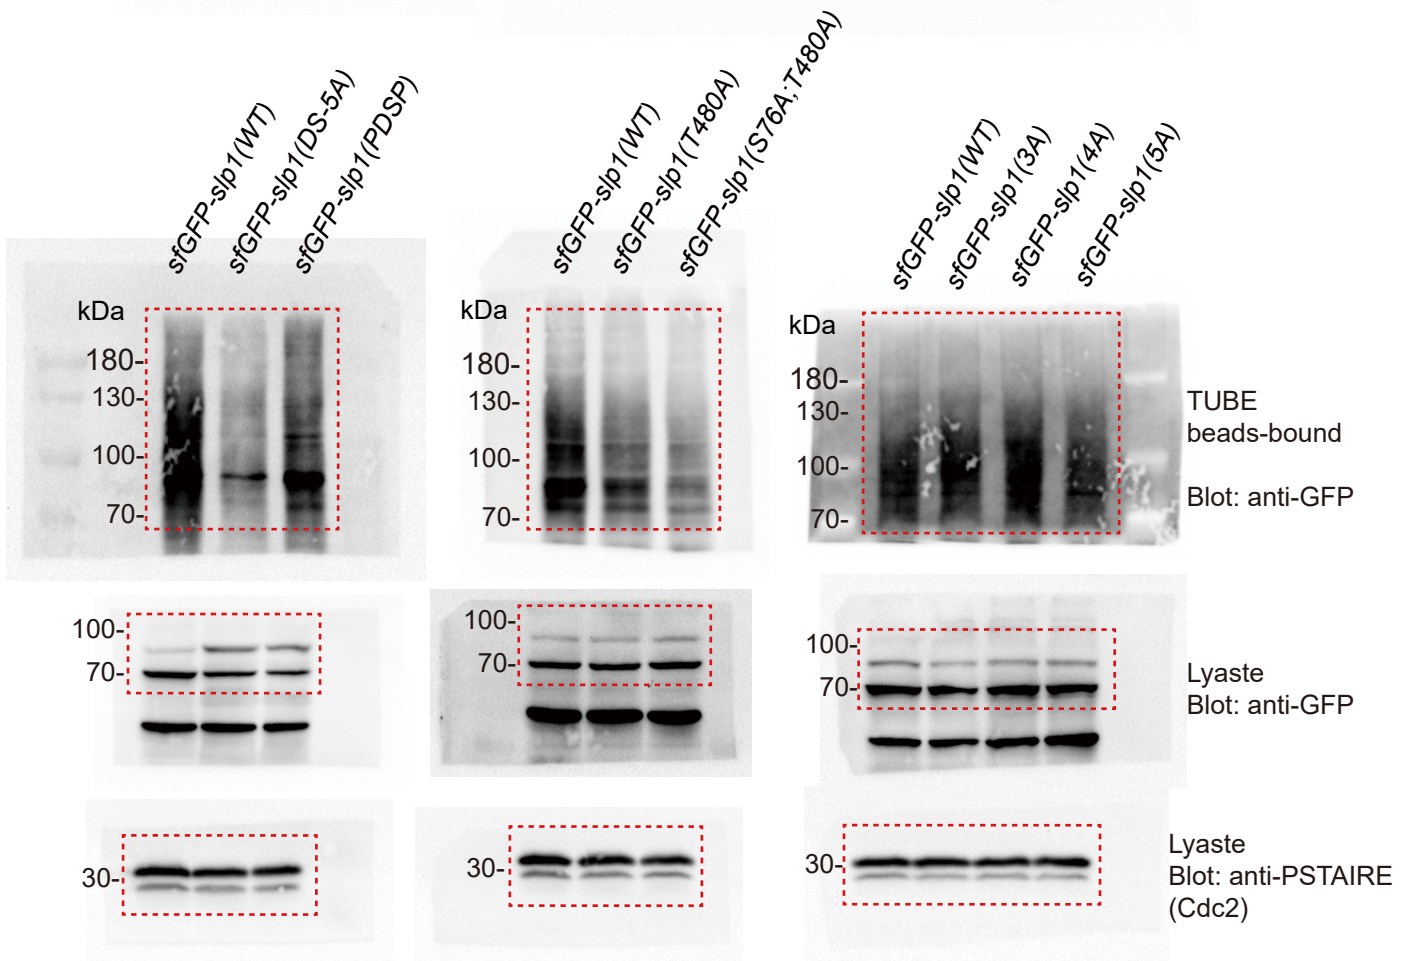 sfGFP-slp1(WT)
sfGFP-slp1(DS-5A)
sfGFP-slp1(PDSP)
sfGFP-slp1(WT)
sfGFP-slp1(T480A)
sfGFP-slp1(S76A;T480A)
sfGFP-slp1(WT)
sfGFP-slp1(3A)
sfGFP-slp1(4A)
sfGFP-slp1(5A)
kDa
180-
130-
100-
70-
kDa
180-
130-
100-
70-
kDa
180-
130-
100-
70-
TUBE
beads-bound
Blot: anti-GFP
100-
70-
100-
70-
100-
70-
Lyaste
Blot: anti-GFP
30-
30-
30-
Lyaste
Blot: anti-PSTAIRE
(Cdc2)